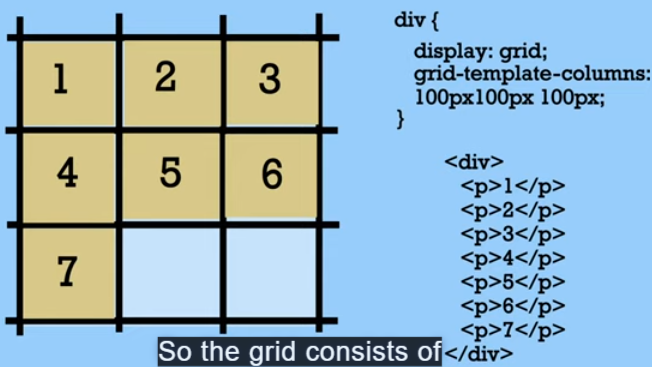 1 2 3
4 5 6
7
div {
display: grid;
grid-template-columns:
100px100px 100px;
}
<div>
<p>1</p>
<p>2</p>
<p>3</p>
<p>4</p>
<p>5</p>
<p>6</p>
<p>7</p>
</div>
So the grid consists of